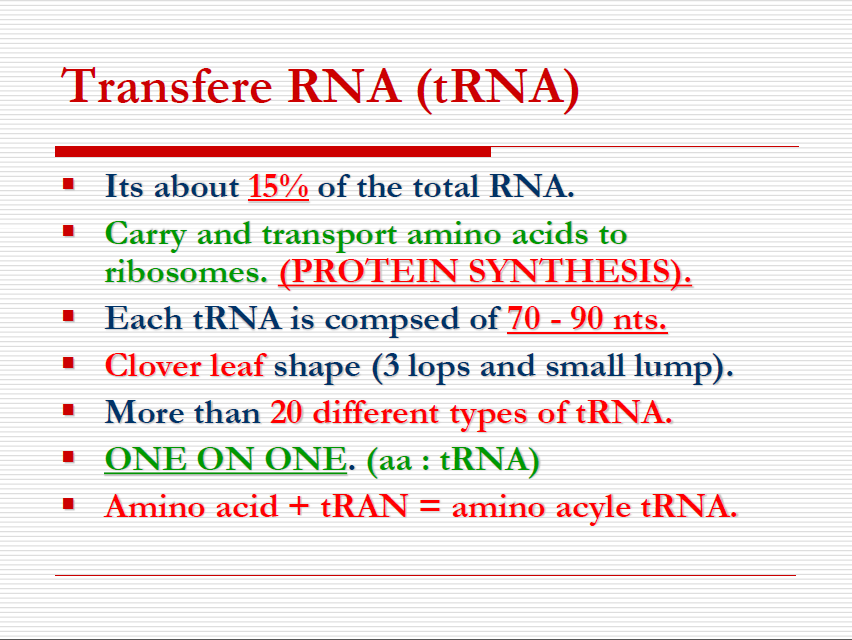 Transfere RNA (tRNA)
Its about 15% of the total RNA.
Carry and transport amino acids to
ribosomes. (PROTEIN SYNTHESIS).
Each tRNA is compsed of 70 - 90 nts.
Clover leaf shape (3 lops and small lump).
More than 20 different types of tRNA.
ONE ON ONE. (aa : tRNA)
Amino acid + tRAN = amino acyle tRNA.